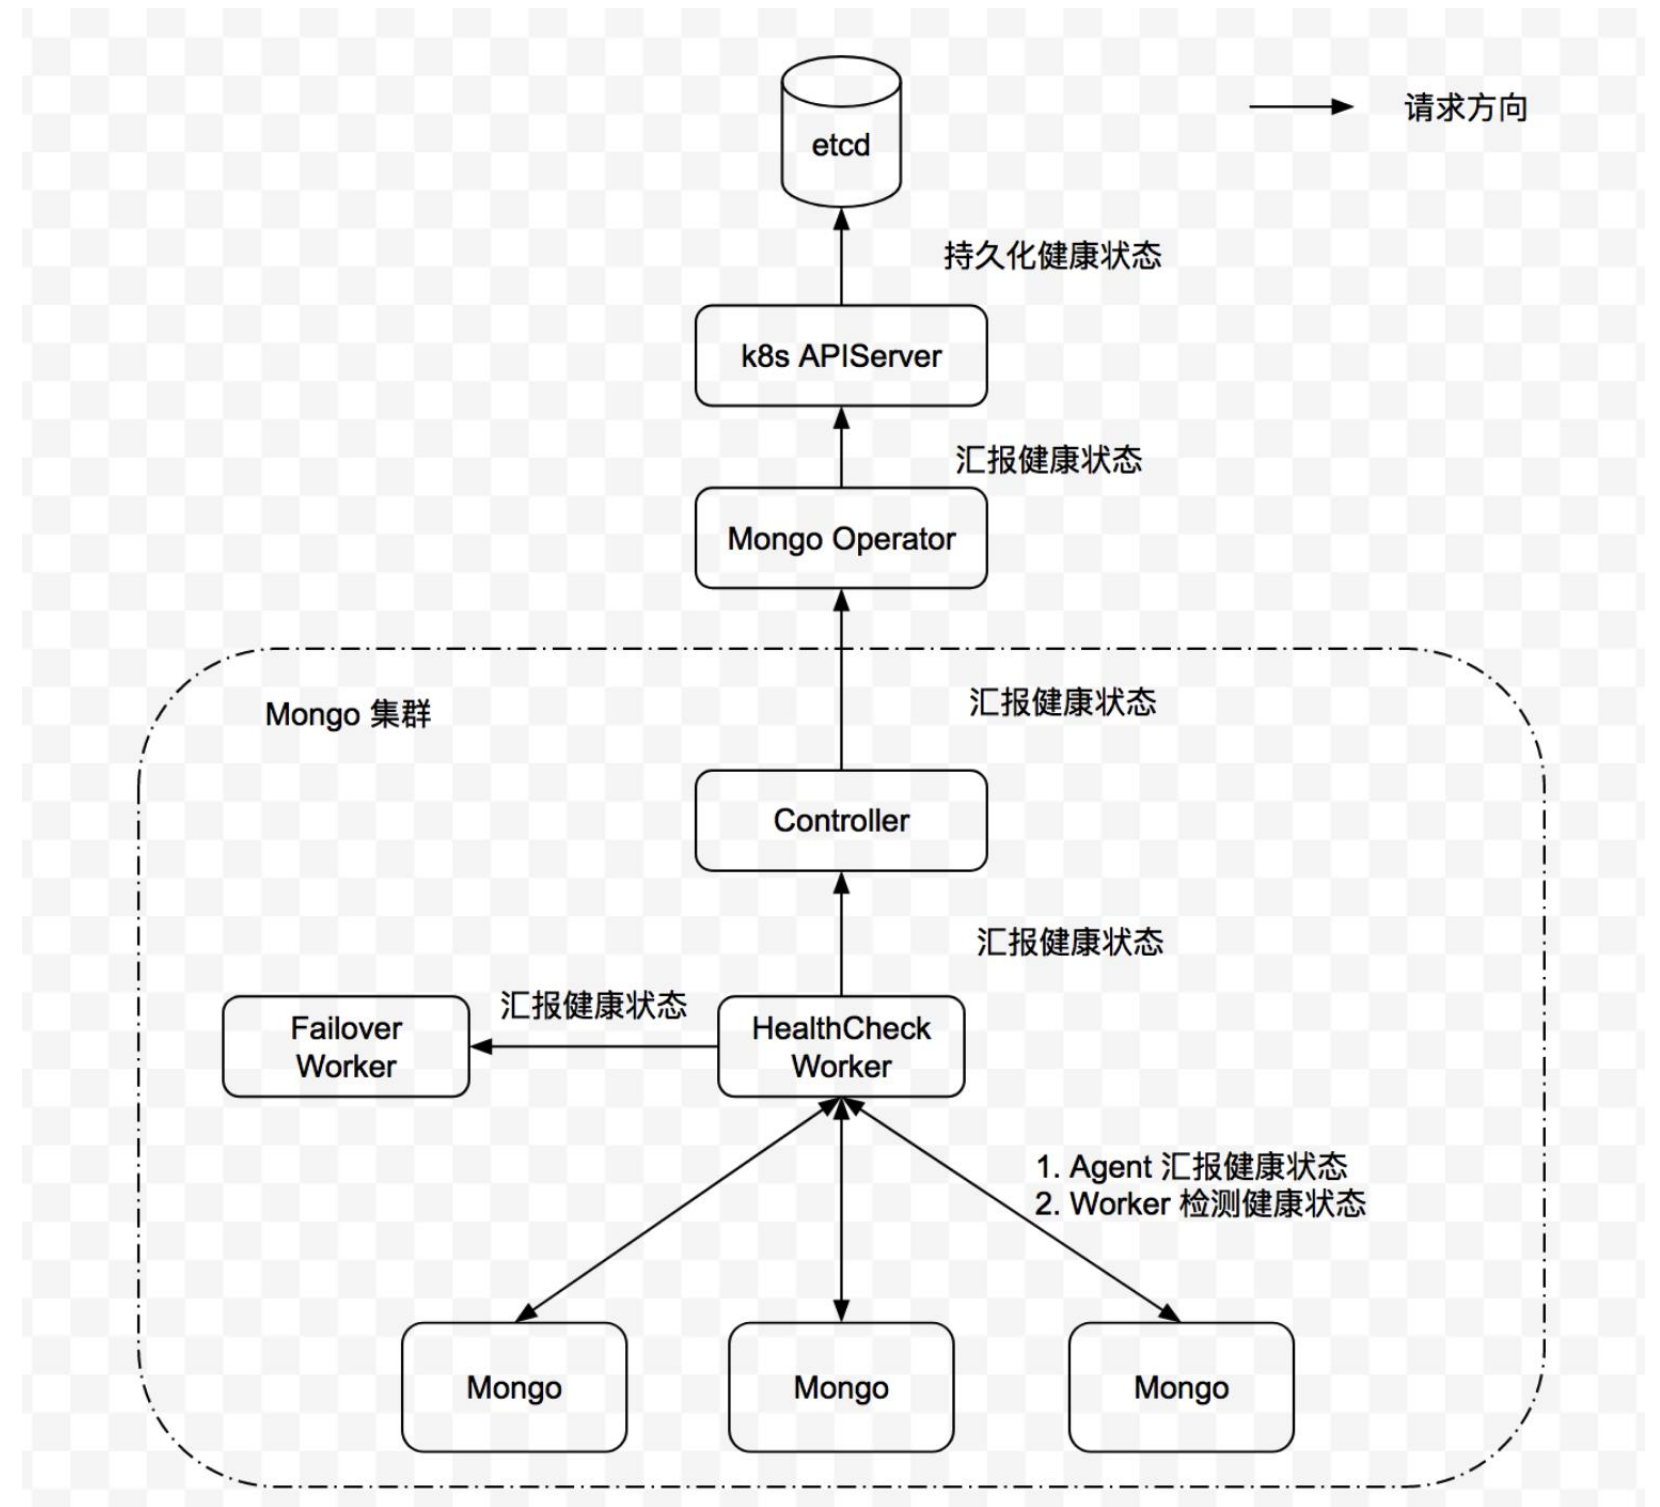 etcd
请求方向
持久化健康状态
k8s APIServer
汇报健康状态
Mongo Operator
Mongo 集群
汇报健康状态
Controller
汇报健康状态
Failover
Worker
汇报健康状态
HealthCheck
Worker
1. Agent 汇报健康状态
2. Worker 检测健康状态
Mongo
Mongo
Mongo